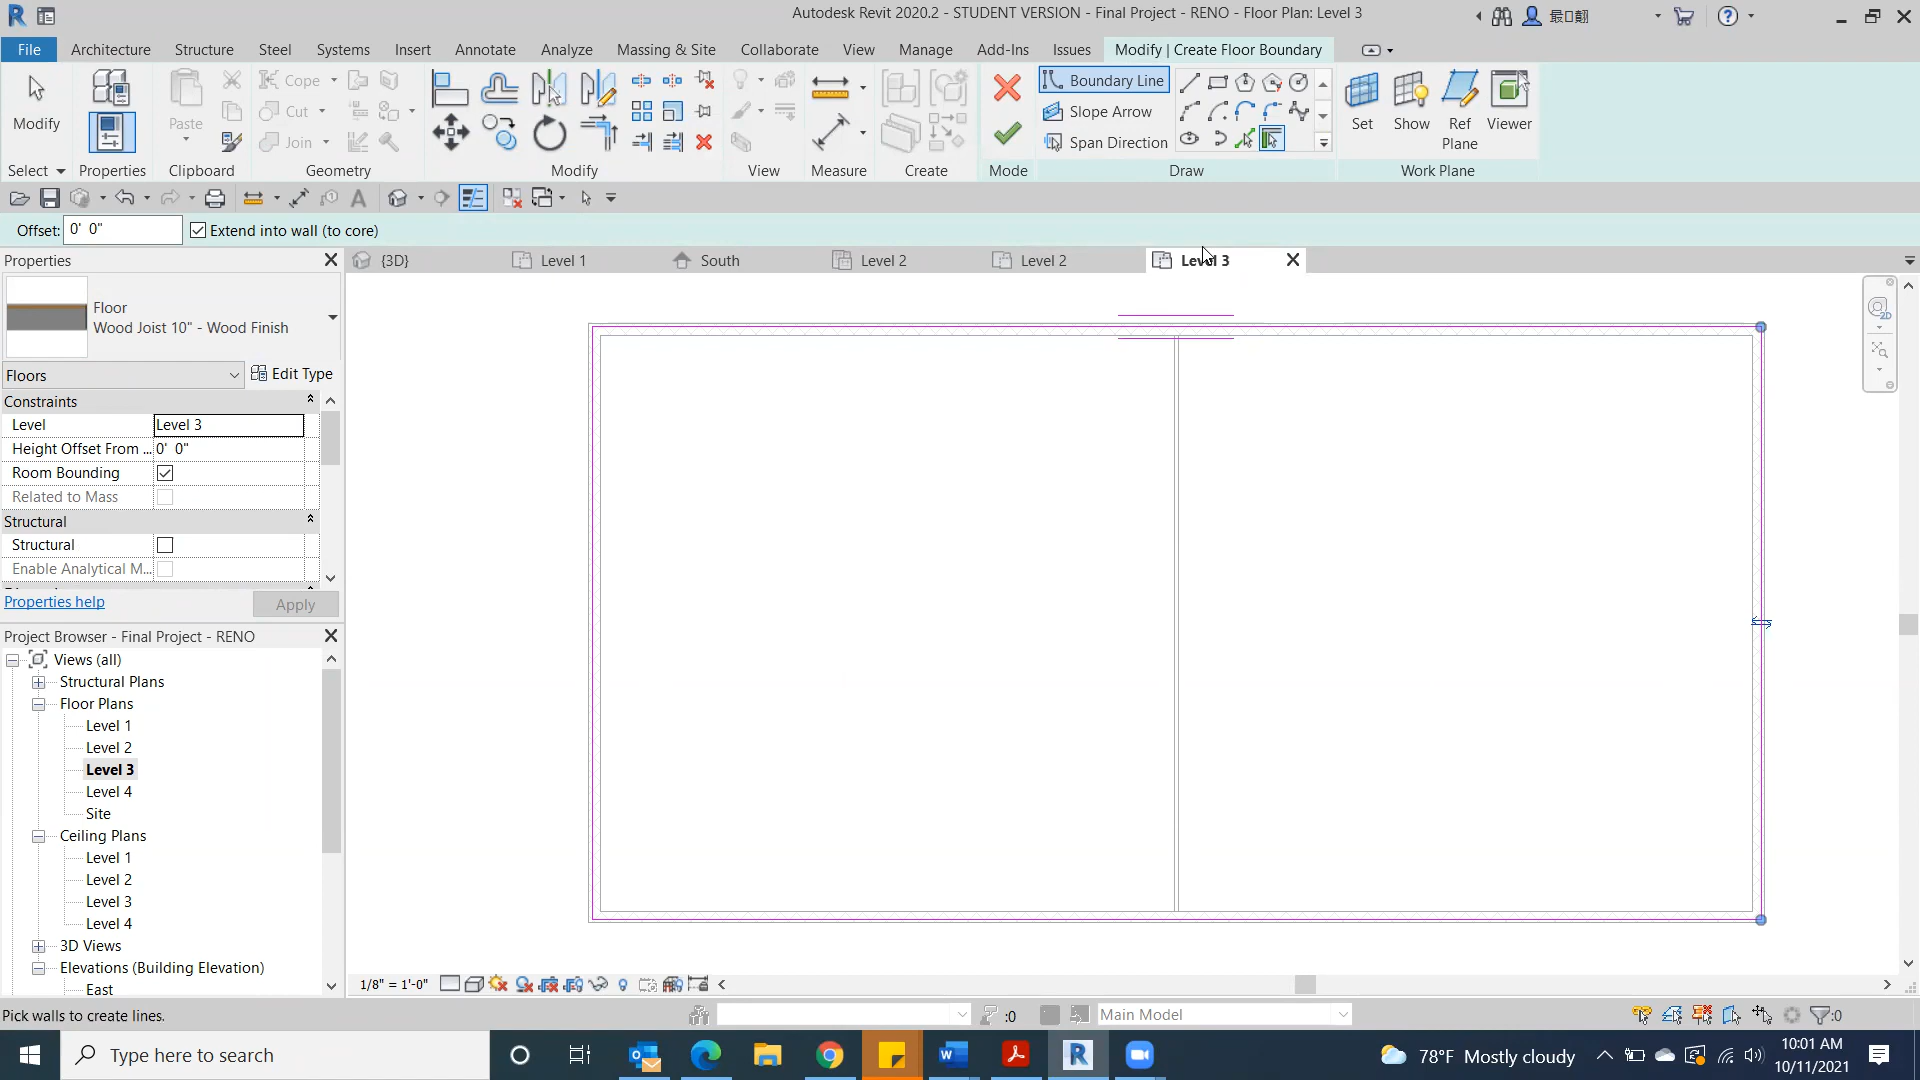 Autodesk Revit 2020.2 - STUDENT VERSION - Final Project - RENO - Floor Plan: Level 3
File Architecture Structure Steel Systems Insert Annotate Analyze Massing & Site Collaborate View Manage Add-Ins Issues Modify | Create Floor Boundary
Modify Paste Cope Cut Join Boundary Line Slope Arrow Span Direction Set Show Ref Plane Viewer
Select Properties Clipboard Geometry Modify View Measure Create Mode Draw Work Plane
Offset: 0' 0" Extend into wall (to core)
Properties
{3D} Level 1 South Level 2 Level 2 Level 3
Floor
Wood Joist 10" - Wood Finish
Floors Edit Type
Constraints
Level Level 3
Height Offset From ... 0' 0"
Room Bounding
Related to Mass
Structural
Structural
Enable Analytical M...
Properties help Apply
Project Browser - Final Project - RENO
Views (all)
Structural Plans
Floor Plans
Level 1
Level 2
Level 3
Level 4
Site
Ceiling Plans
Level 1
Level 2
Level 3
Level 4
3D Views
Elevations (Building Elevation)
East
1/8" = 1'-0"
Pick walls to create lines. :0 Main Model :0
Type here to search
78°F Mostly cloudy
10:01 AM
10/11/2021